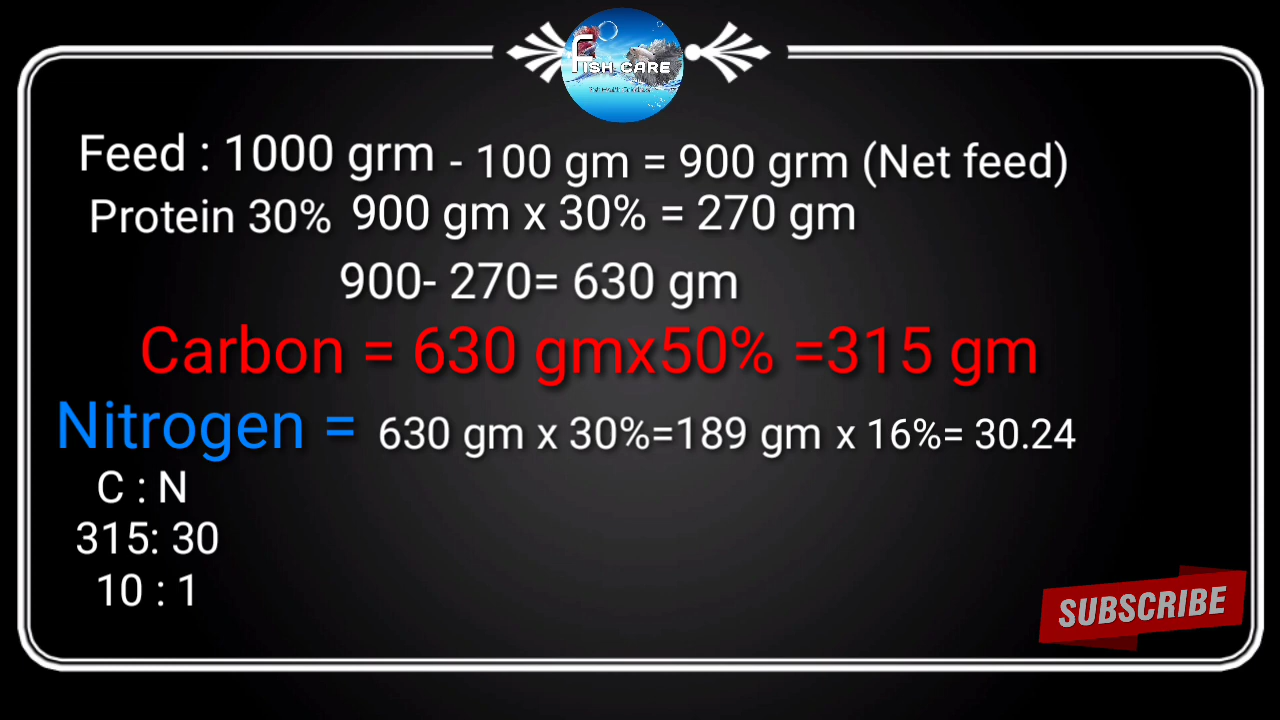 FISH CARE
Feed : 1000 grm - 100 gm = 900 grm (Net feed)
Protein 30% 900 gm x 30% = 270 gm
900- 270= 630 gm
Carbon = 630 gmx50% =315 gm
Nitrogen = 630 gm x 30%=189 gm x 16%= 30.24
C : N
315: 30
10 : 1
SUBSCRIBE